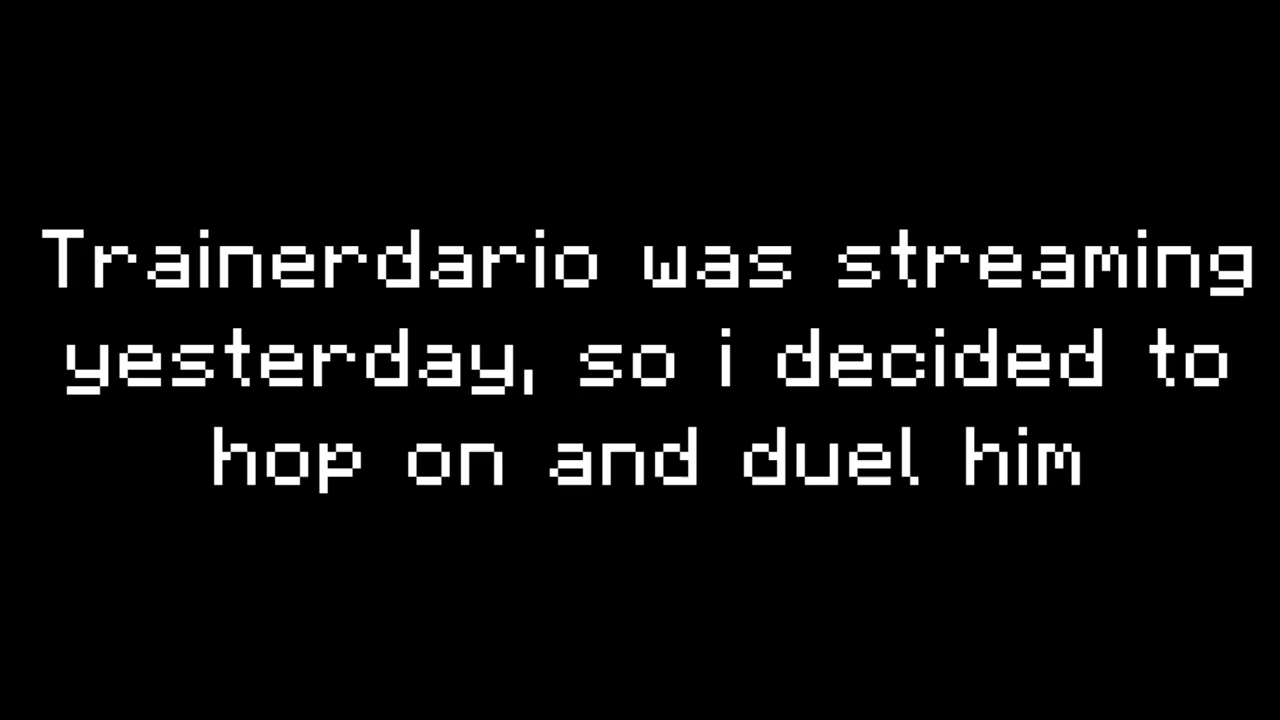 Trainerdario was streaming
yesterday, so i decided to
hop on and duel him